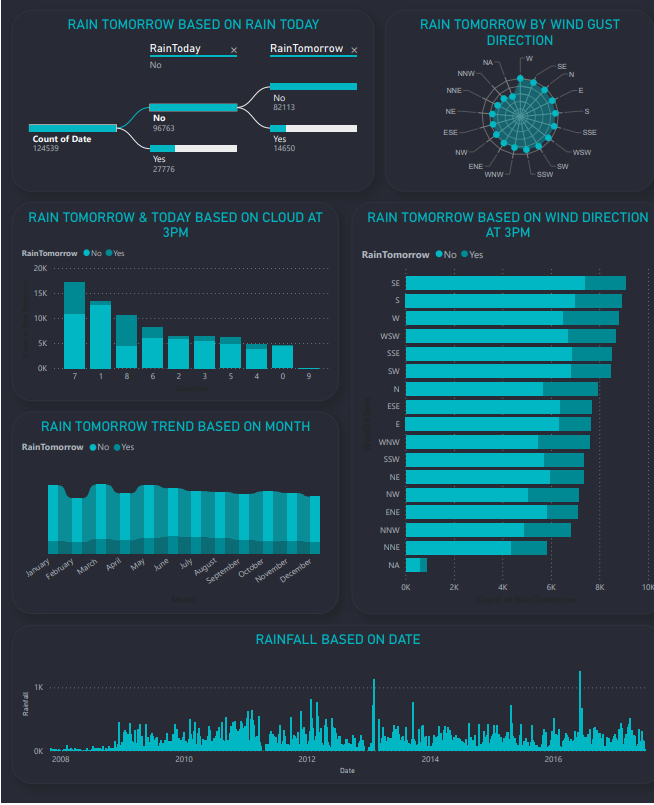 RAIN TOMORROW BASED ON RAIN TODAY
RainToday ×
No
RainTomorrow ×
Count of Date
124539
No
96763
Yes
27776
No
82113
Yes
14650
RAIN TOMORROW BY WIND GUST
DIRECTION
W
SE
N
E
S
SSE
WSW
SW
SSW
WNW
ENE
NW
ESE
NE
NNE
NNW
NA
RAIN TOMORROW & TODAY BASED ON CLOUD AT
3PM
RainTomorrow No Yes
20K
15K
10K
5K
0K
7 1 8 6 2 3 5 4 0 9
RAIN TOMORROW BASED ON WIND DIRECTION
AT 3PM
RainTomorrow No Yes
SE
S
W
WSW
SSE
SW
N
ESE
E
WNW
SSW
NE
NW
ENE
NNW
NNE
NA
0K 2K 4K 6K 8K 10K
RAIN TOMORROW TREND BASED ON MONTH
RainTomorrow No Yes
January February March April May June July August September October November December
Month
RAINFALL BASED ON DATE
Rainfall
1K
0K
2008 2010 2012 2014 2016
Date